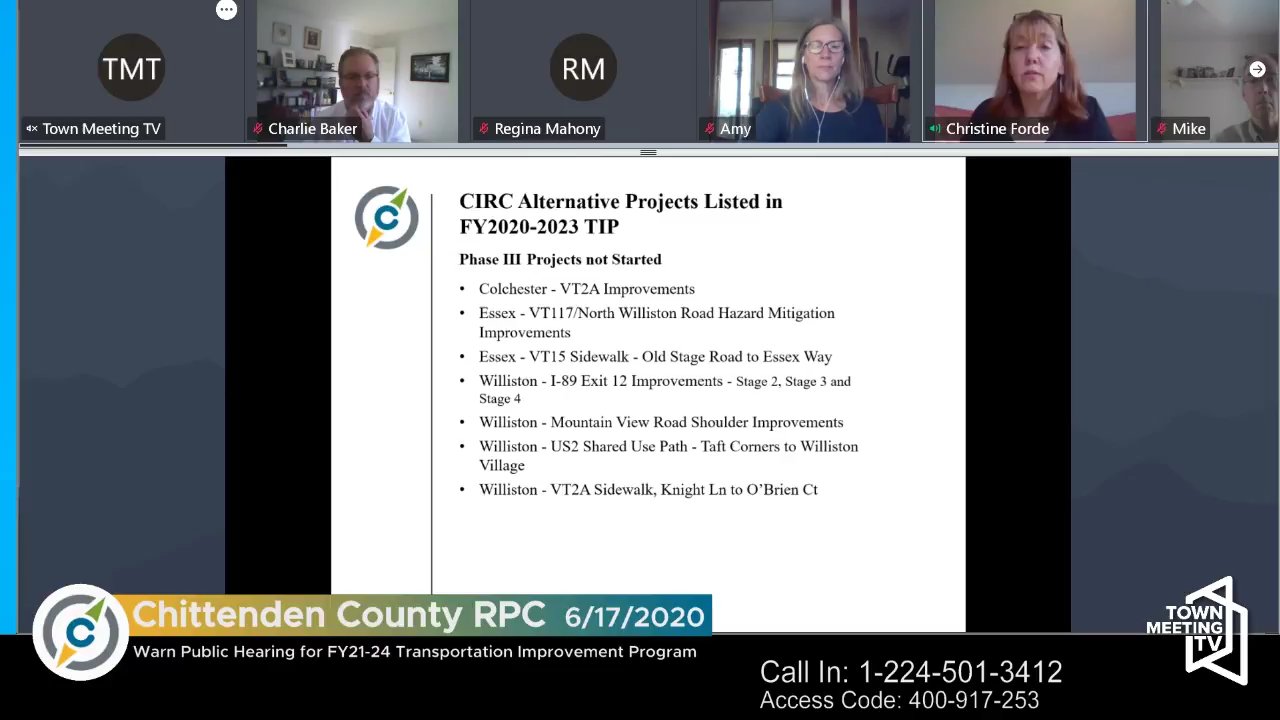 TMT
RM
Town Meeting TV
Charlie Baker
Regina Mahony
Amy
Christine Forde
Mike
C
CIRC Alternative Projects Listed in
FY2020-2023 TIP
Phase III Projects not Started
• Colchester - VT2A Improvements
• Essex - VT117/North Williston Road Hazard Mitigation
Improvements
• Essex - VT15 Sidewalk - Old Stage Road to Essex Way
• Williston - I-89 Exit 12 Improvements - Stage 2, Stage 3 and
Stage 4
• Williston - Mountain View Road Shoulder Improvements
• Williston - US2 Shared Use Path - Taft Corners to Williston
Village
• Williston - VT2A Sidewalk, Knight Ln to O’Brien Ct
C
Chittenden County RPC 6/17/2020
Warn Public Hearing for FY21-24 Transportation Improvement Program
Call In: 1-224-501-3412
Access Code: 400-917-253
TOWN
MEETING
TV